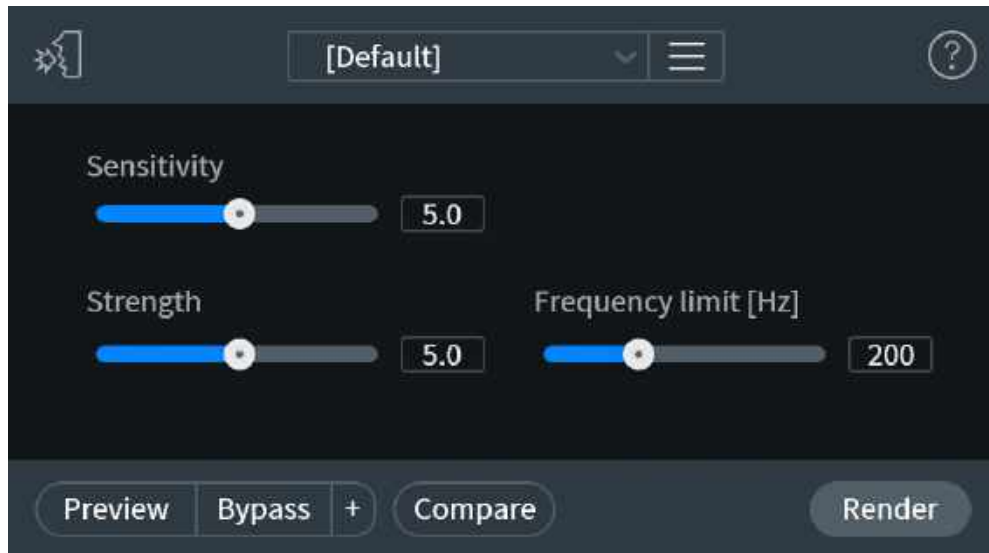 [Default]
?
Sensitivity
5.0
Strength
5.0
Frequency limit [Hz]
200
Preview
Bypass
+
Compare
Render